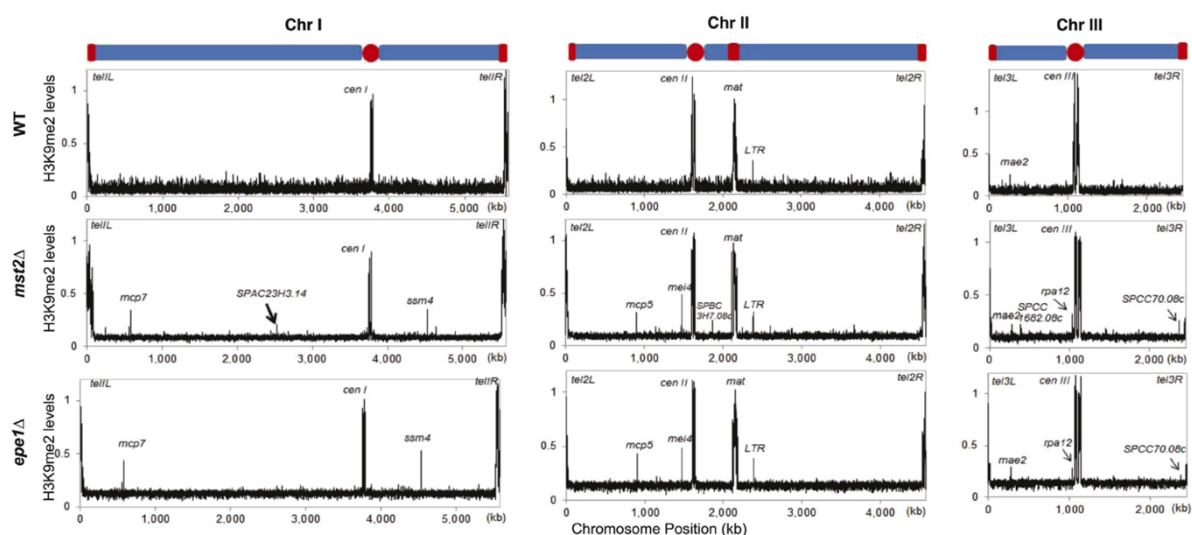 Chr I
Chr II
Chr III
WT
H3K9me2 levels
telIL
cen I
telIR
1
0.5
0
0 1,000 2,000 3,000 4,000 5,000 (kb)
tel2L
cen II
mat
LTR
tel2R
1
0.5
0
0 1,000 2,000 3,000 4,000 (kb)
tel3L
cen III
tel3R
mae2
1
0.5
0
0 1,000 2,000 (kb)
mst2Δ
H3K9me2 levels
telIL
cen I
telIR
mcp7
SPAC23H3.14
ssm4
1
0.5
0
0 1,000 2,000 3,000 4,000 5,000 (kb)
tel2L
cen II
mat
tel2R
mcp5
mei4
SPBC
3H7.08c
LTR
1
0.5
0
0 1,000 2,000 3,000 4,000 (kb)
tel3L
cen III
tel3R
rpa12
SPCC70.08c
SPCC
mae2
1682.08c
1
0.5
0
0 1,000 2,000 (kb)
epe1Δ
H3K9me2 levels
telIL
cen I
telIR
mcp7
ssm4
1
0.5
0
0 1,000 2,000 3,000 4,000 5,000 (kb)
tel2L
cen II
mat
tel2R
mcp5
mei4
LTR
1
0.5
0
0 1,000 2,000 3,000 4,000 (kb)
tel3L
cen III
tel3R
rpa12
mae2
SPCC70.08c
1
0.5
0
0 1,000 2,000 (kb)
Chromosome Position (kb)